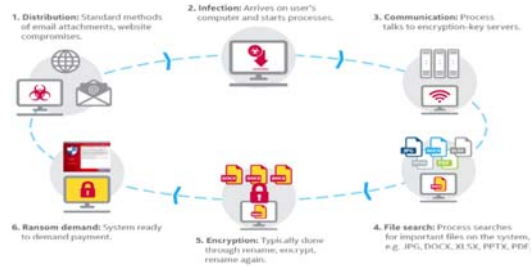 1. Distribution: Standard methods
of email attachments, website
compromises.
2. Infection: Arrives on user's
computer and starts processes.
3. Communication: Process
talks to encryption-key servers.
JPG
DOCX
DOCX
6. Ransom demand: System ready
to demand payment.
5. Encryption: Typically done
through rename, encrypt,
rename again.
4. File search: Process searches
for important files on the system,
e.g. JPG, DOCX, XLSX, PPTX, PDF.